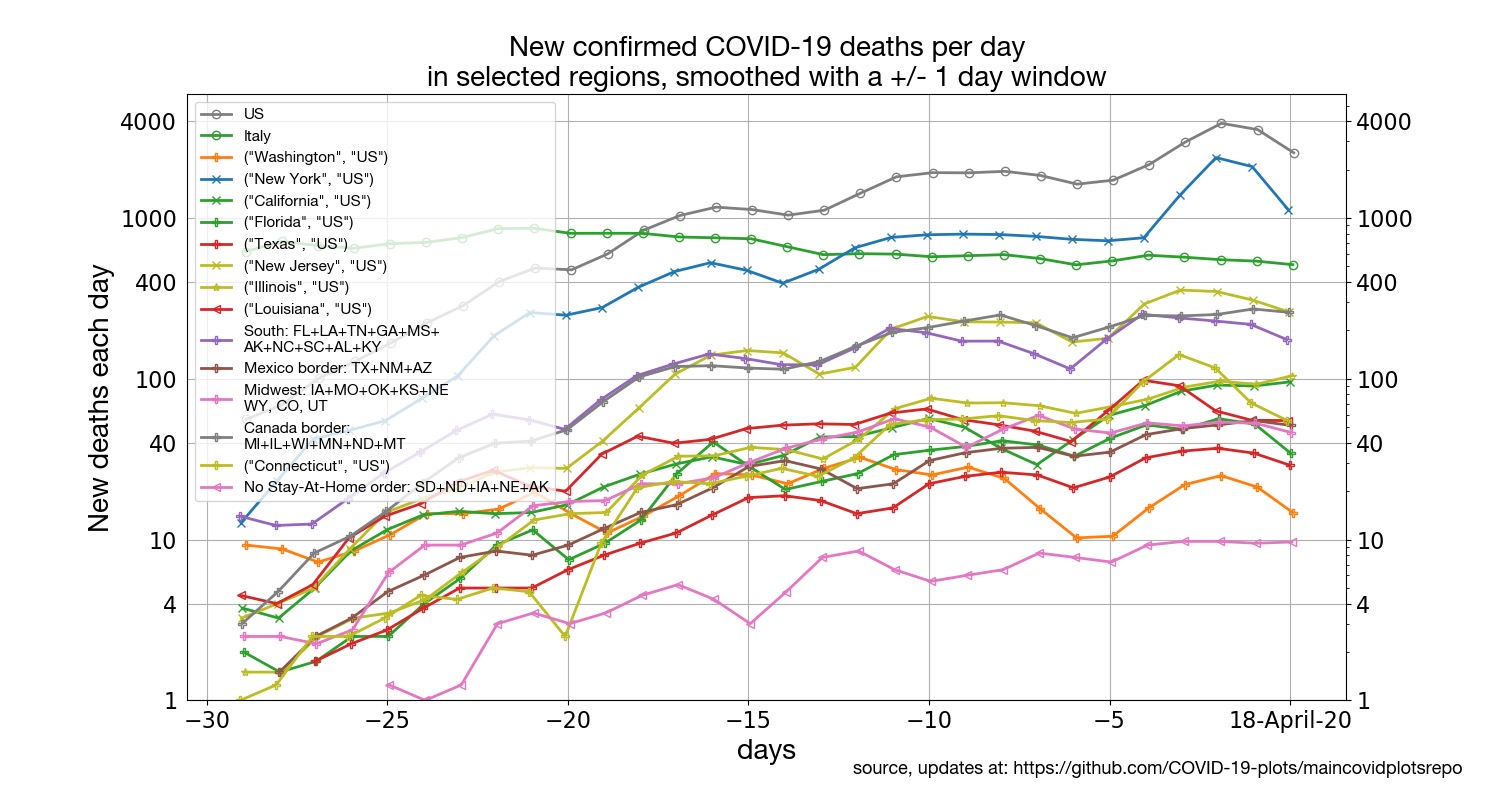 New confirmed COVID-19 deaths per day
in selected regions, smoothed with a +/- 1 day window
New deaths each day
4000
1000
400
100
40
10
4
1
US
Italy
("Washington", "US")
("New York", "US")
("California", "US")
("Florida", "US")
("Texas", "US")
("New Jersey", "US")
("Illinois", "US")
("Louisiana", "US")
South: FL+LA+TN+GA+MS+
AK+NC+SC+AL+KY
Mexico border: TX+NM+AZ
Midwest: IA+MO+OK+KS+NE
WY, CO, UT
Canada border:
MI+IL+WI+MN+ND+MT
("Connecticut", "US")
No Stay-At-Home order: SD+ND+IA+NE+AK
4000
1000
400
100
40
10
4
1
−30
−25
−20
−15
−10
−5
18-April-20
days
source, updates at: https://github.com/COVID-19-plots/maincovidplotsrepo